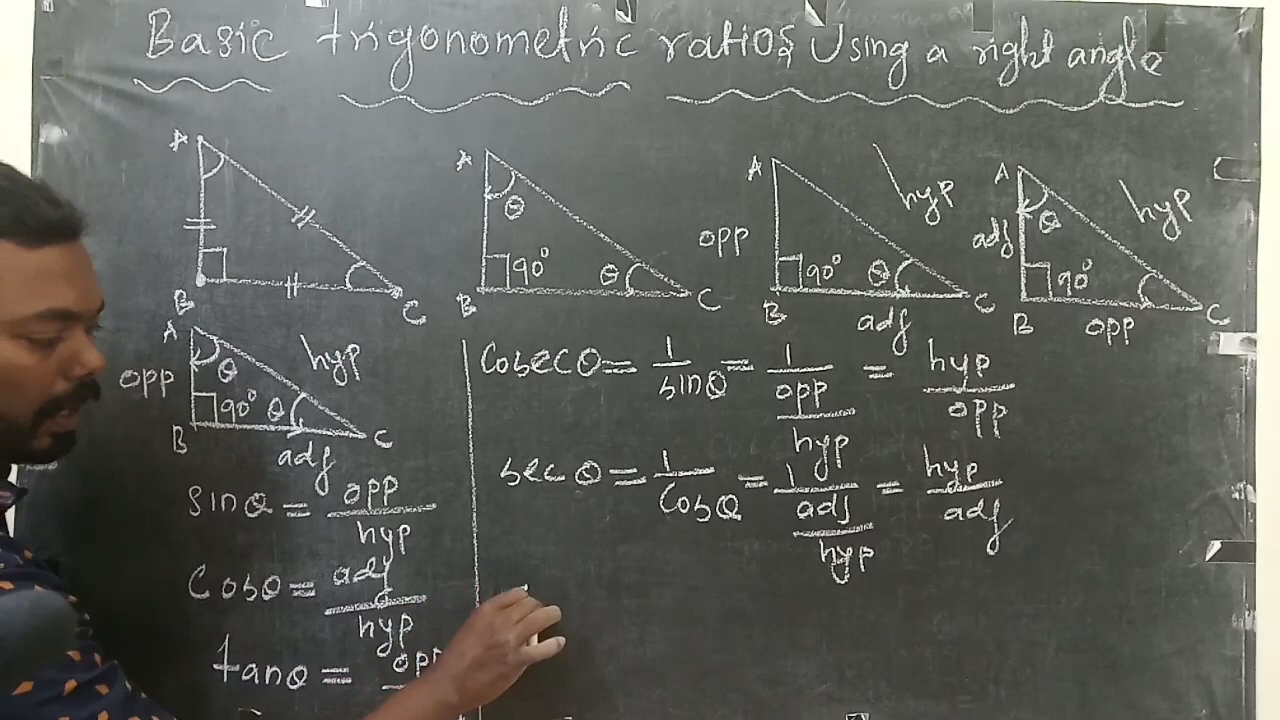 Basic trigonometric ratios Using a right angle
A
B
C
A
θ
90°
θ
B
C
A
hyp
opp
90°
θ
B
adj
C
A
adj
θ
hyp
90°
B
opp
C
A
θ
hyp
opp
90°
θ
B
adj
C
sinθ = opp
hyp
Cosθ = adj
hyp
tanθ = opp
Cosecθ = 1/sinθ = 1/opp/hyp = hyp/opp
secθ = 1/Cosθ = 1/adj/hyp = hyp/adj